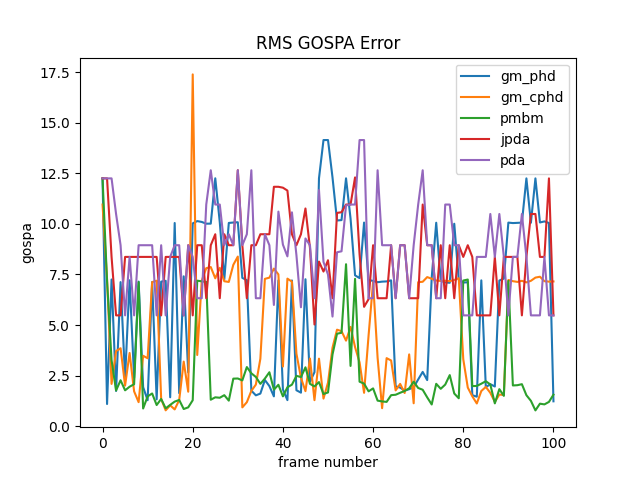 RMS GOSPA Error
17.5
15.0
12.5
10.0
7.5
5.0
2.5
0.0
gospa
gm_phd
gm_cphd
pmbm
jpda
pda
0 20 40 60 80 100
frame number